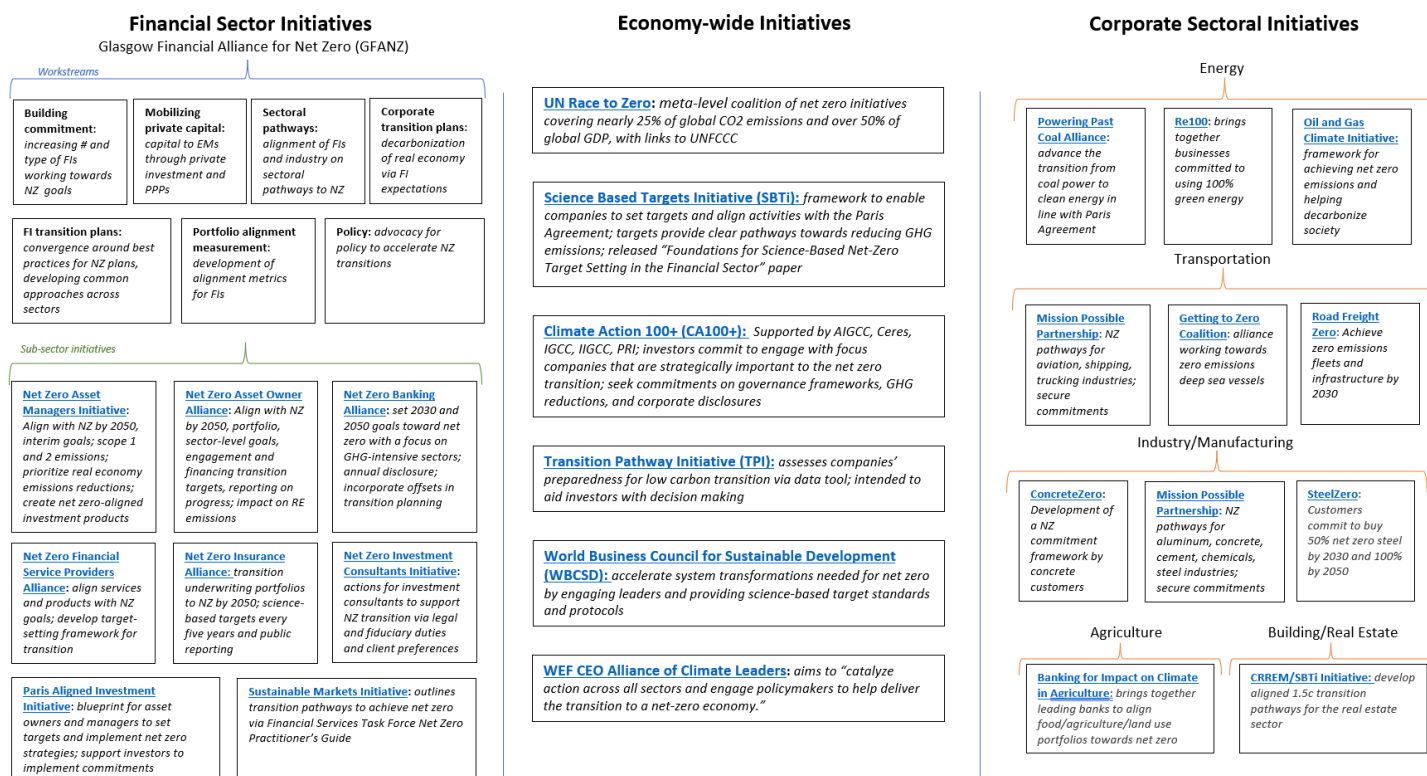 Financial Sector Initiatives
Glasgow Financial Alliance for Net Zero (GFANZ)
Workstreams
Building
commitment:
increasing # and
type of FIs
working towards
NZ goals
Mobilizing
private capital:
capital to EMs
through private
investment and
PPPs
Sectoral
pathways:
alignment of FIs
and industry on
sectoral
pathways to NZ
Corporate
transition plans:
decarbonization
of real economy
via FI
expectations
FI transition plans:
convergence around best
practices for NZ plans,
developing common
approaches across
sectors
Portfolio alignment
measurement:
development of
alignment metrics
for FIs
Policy: advocacy for
policy to accelerate NZ
transitions
Sub-sector initiatives
Net Zero Asset
Managers Initiative:
Align with NZ by 2050,
interim goals; scope 1
and 2 emissions;
prioritize real economy
emissions reductions;
create net zero-aligned
investment products
Net Zero Asset Owner
Alliance: Align with NZ
by 2050, portfolio,
sector-level goals,
engagement and
financing transition
targets, reporting on
progress; impact on RE
emissions
Net Zero Banking
Alliance: set 2030 and
2050 goals toward net
zero with a focus on
GHG-intensive sectors;
annual disclosure;
incorporate offsets in
transition planning
Net Zero Financial
Service Providers
Alliance: align services
and products with NZ
goals; develop target-
setting framework for
transition
Net Zero Insurance
Alliance: transition
underwriting portfolios
to NZ by 2050; science-
based targets every
five years and public
reporting
Net Zero Investment
Consultants Initiative:
actions for investment
consultants to support
NZ transition via legal
and fiduciary duties
and client preferences
Paris Aligned Investment
Initiative: blueprint for asset
owners and managers to set
targets and implement net zero
strategies; support investors to
implement commitments
Sustainable Markets Initiative: outlines
transition pathways to achieve net zero
via Financial Services Task Force Net Zero
Practitioner's Guide
Economy-wide Initiatives
UN Race to Zero: meta-level coalition of net zero initiatives
covering nearly 25% of global CO2 emissions and over 50% of
global GDP, with links to UNFCCC
Science Based Targets Initiative (SBTi): framework to enable
companies to set targets and align activities with the Paris
Agreement; targets provide clear pathways towards reducing GHG
emissions; released “Foundations for Science-Based Net-Zero
Target Setting in the Financial Sector” paper
Climate Action 100+ (CA100+): Supported by AIGCC, Ceres,
IGCC, IIGCC, PRI; investors commit to engage with focus
companies that are strategically important to the net zero
transition; seek commitments on governance frameworks, GHG
reductions, and corporate disclosures
Transition Pathway Initiative (TPI): assesses companies’
preparedness for low carbon transition via data tool; intended to
aid investors with decision making
World Business Council for Sustainable Development
(WBCSD): accelerate system transformations needed for net zero
by engaging leaders and providing science-based target standards
and protocols
WEF CEO Alliance of Climate Leaders: aims to “catalyze
action across all sectors and engage policymakers to help deliver
the transition to a net-zero economy.”
Corporate Sectoral Initiatives
Energy
Powering Past
Coal Alliance:
advance the
transition from
coal power to
clean energy in
line with Paris
Agreement
Re100: brings
together
businesses
committed to
using 100%
green energy
Oil and Gas
Climate Initiative:
framework for
achieving net zero
emissions and
helping
decarbonize
society
Transportation
Mission Possible
Partnership: NZ
pathways for
aviation, shipping,
trucking industries;
secure
commitments
Getting to Zero
Coalition: alliance
working towards
zero emissions
deep sea vessels
Road Freight
Zero: Achieve
zero emissions
fleets and
infrastructure by
2030
Industry/Manufacturing
ConcreteZero:
Development of
a NZ
commitment
framework by
concrete
customers
Mission Possible
Partnership: NZ
pathways for
aluminum, concrete,
cement, chemicals,
steel industries;
secure commitments
SteelZero:
Customers
commit to buy
50% net zero steel
by 2030 and 100%
by 2050
Agriculture
Banking for Impact on Climate
in Agriculture: brings together
leading banks to align
food/agriculture/land use
portfolios towards net zero
Building/Real Estate
CRREM/SBTi Initiative: develop
aligned 1.5c transition
pathways for the real estate
sector